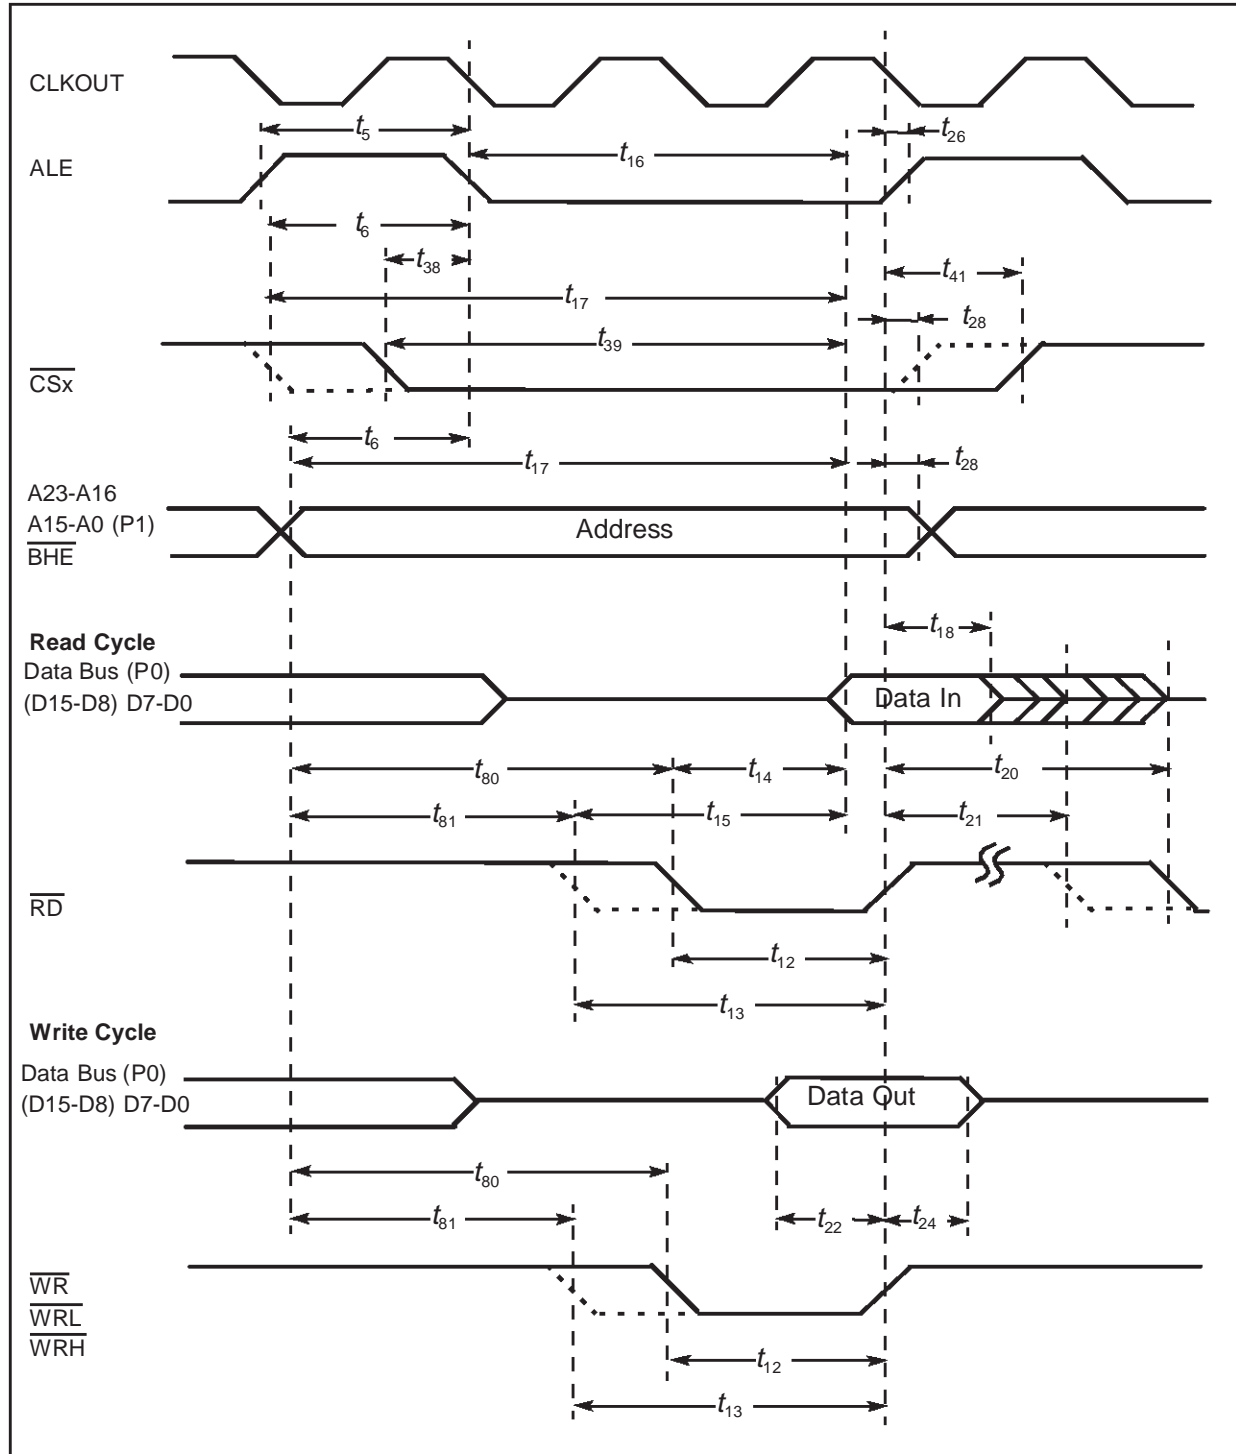 CLKOUT
t5
t26
ALE
t16
t6
t38
t41
t17
t28
t39
CSx
t6
t17
t28
A23-A16
A15-A0 (P1)
Address
BHE
t18
Read Cycle
Data Bus (P0)
(D15-D8) D7-D0
Data In
t80
t14
t20
t81
t15
t21
RD
t12
t13
Write Cycle
Data Bus (P0)
(D15-D8) D7-D0
Data Out
t80
t81
t22
t24
WR
WRL
WRH
t12
t13